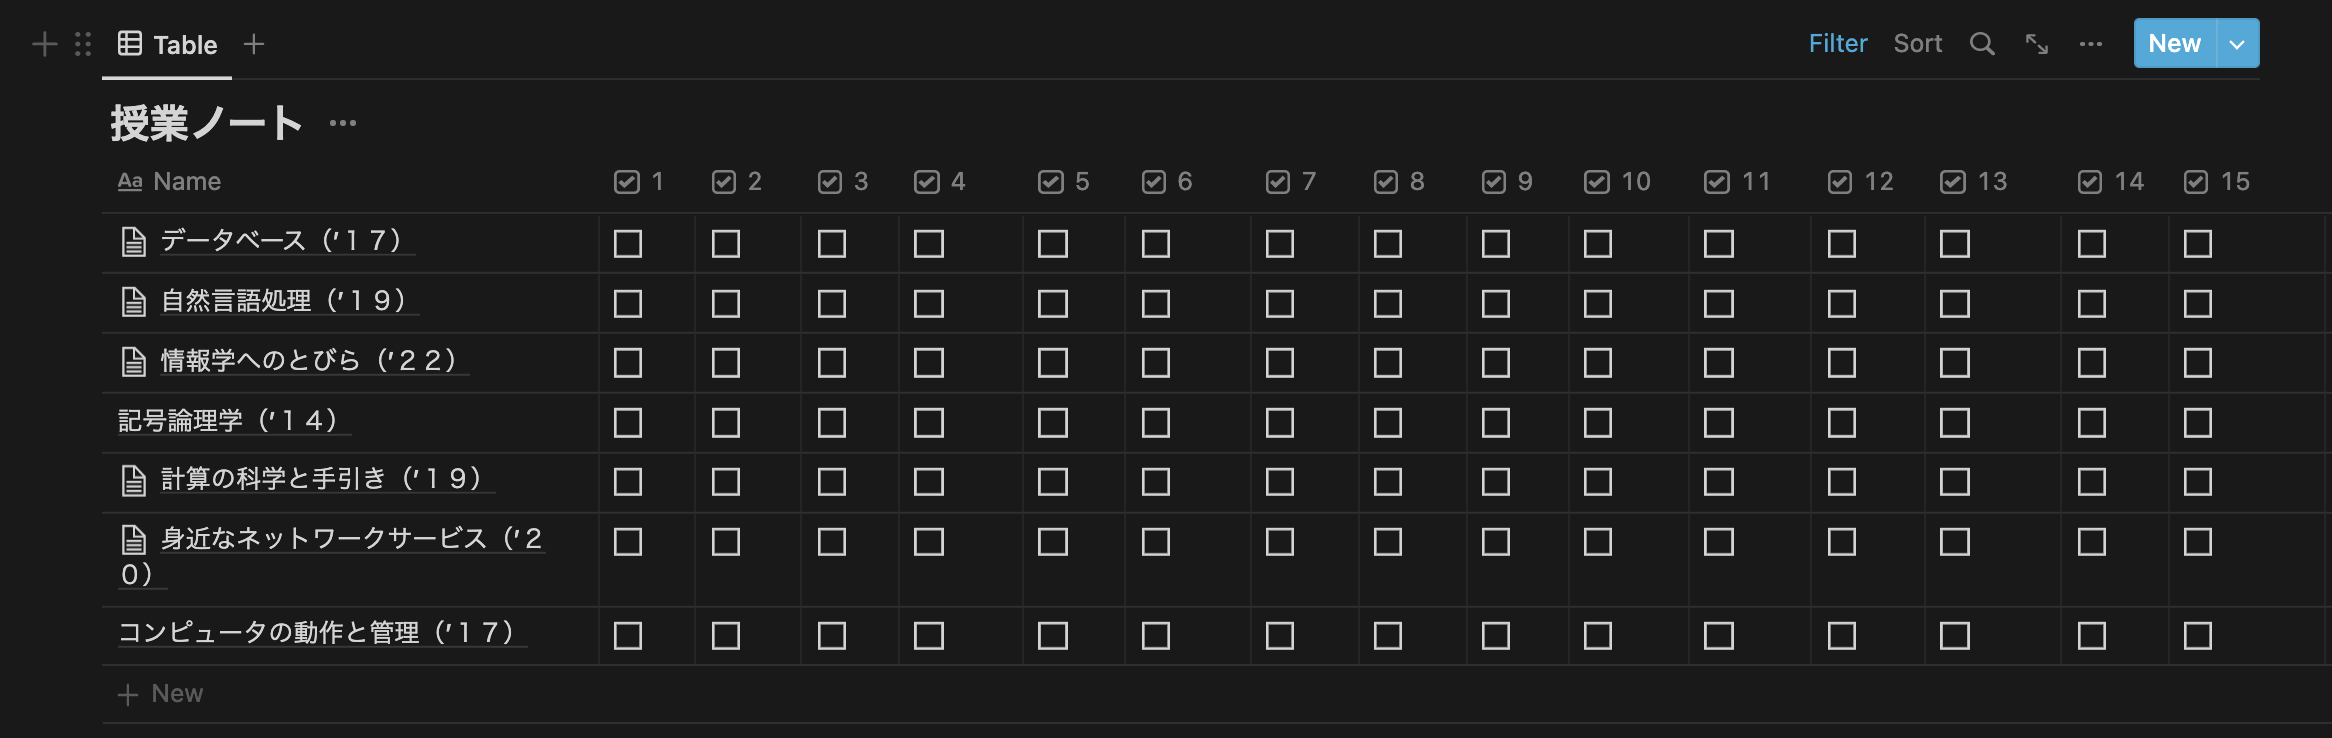 Table
Filter Sort New
授業ノート
Aa Name 1 2 3 4 5 6 7 8 9 10 11 12 13 14 15
データベース（’１７）
自然言語処理（’１９）
情報学へのとびら（’２２）
記号論理学（’１４）
計算の科学と手引き（’１９）
身近なネットワークサービス（’２
０）
コンピュータの動作と管理（’１７）
New